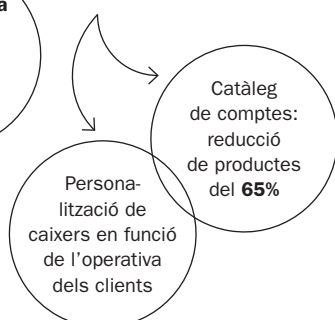 a
Catàleg
de comptes:
reducció
de productes
del 65%
Persona-
lització de
caixers en funció
de l’operativa
dels clients